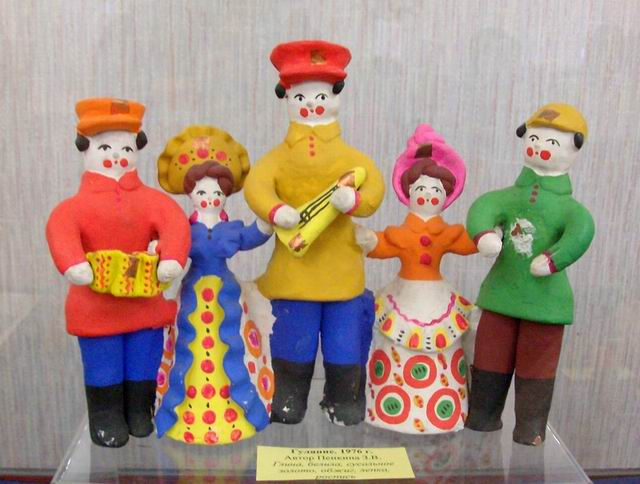 Гуляние, 1976 г.
Автор Пенкина З.В.
Глина, белила, сусальное
золото, обжиг, лепка,
роспись